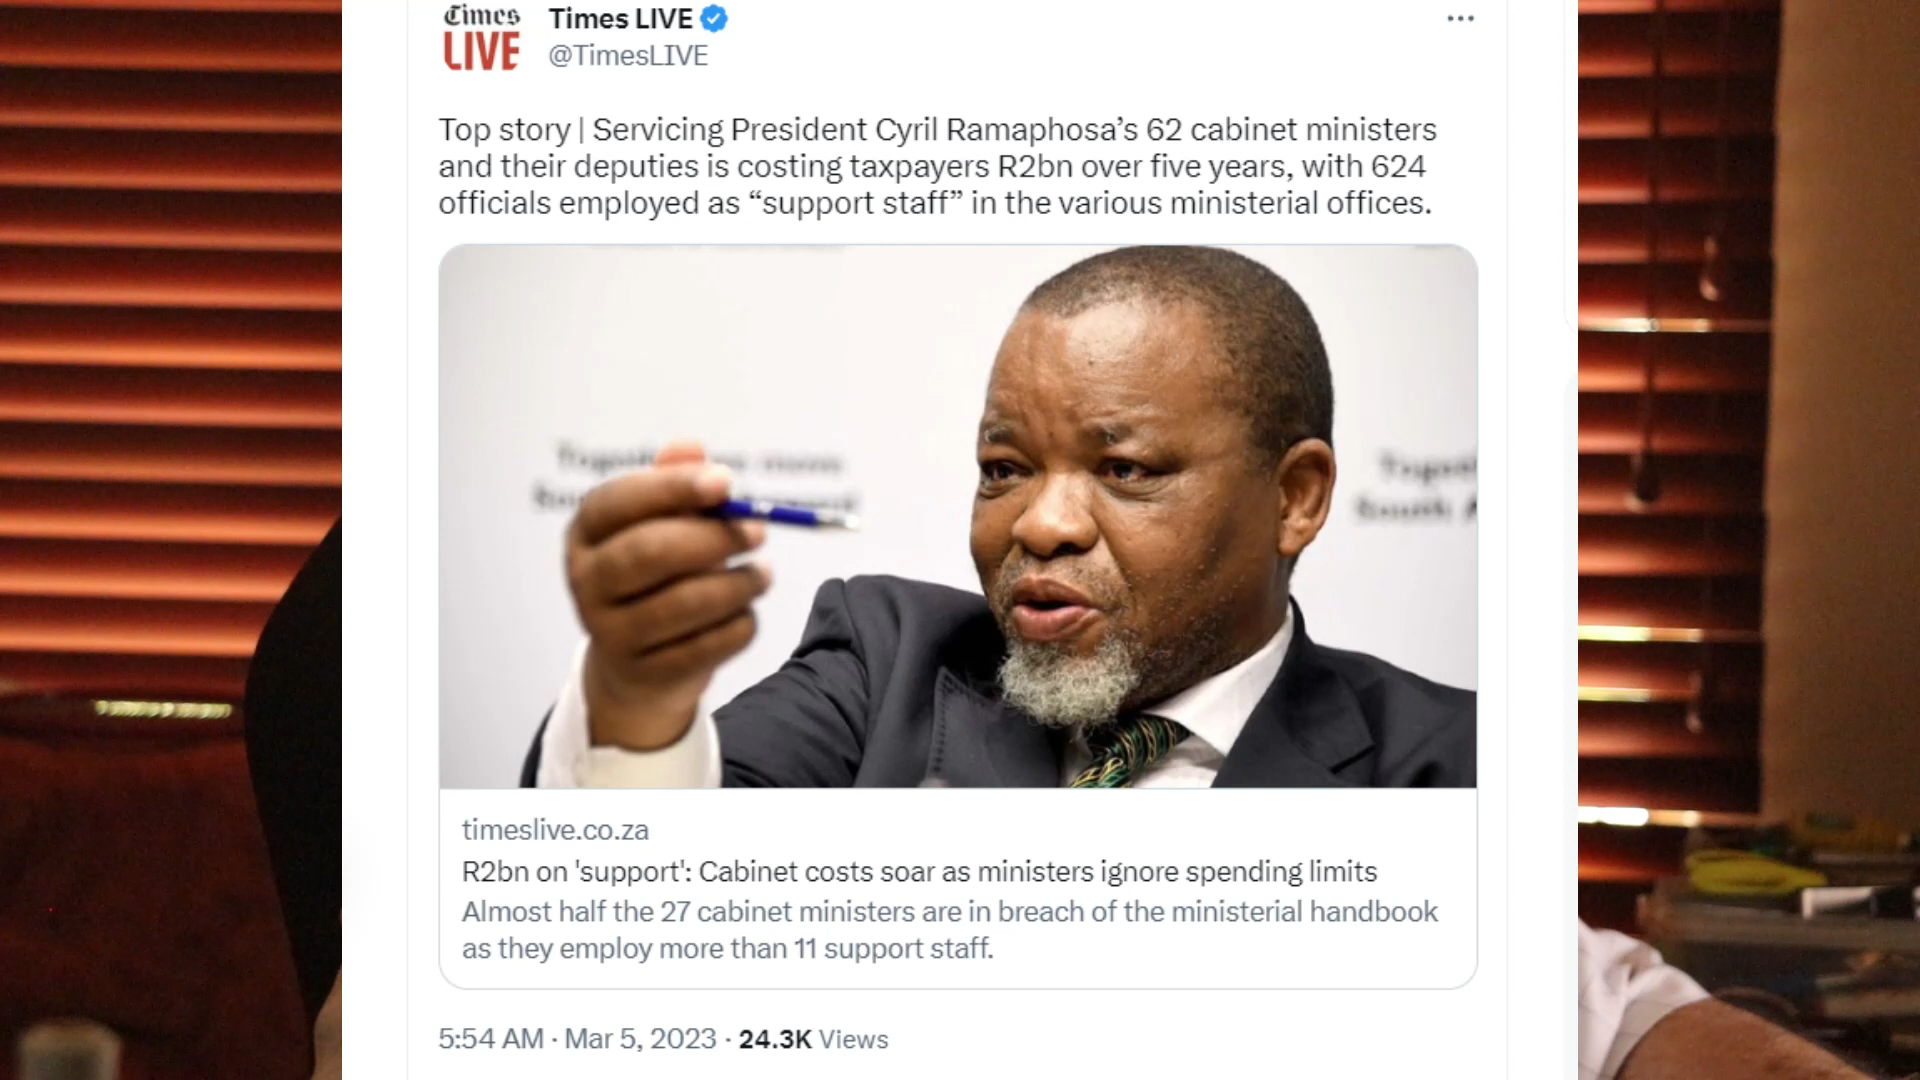 Times
LIVE
Times LIVE
@TimesLIVE
Top story | Servicing President Cyril Ramaphosa’s 62 cabinet ministers
and their deputies is costing taxpayers R2bn over five years, with 624
officials employed as “support staff” in the various ministerial offices.
South A
timeslive.co.za
R2bn on 'support': Cabinet costs soar as ministers ignore spending limits
Almost half the 27 cabinet ministers are in breach of the ministerial handbook
as they employ more than 11 support staff.
5:54 AM · Mar 5, 2023 · 24.3K Views